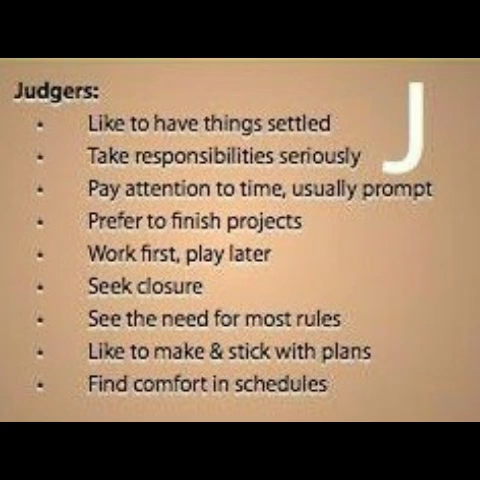 Judgers:
J
• Like to have things settled
• Take responsibilities seriously
• Pay attention to time, usually prompt
• Prefer to finish projects
• Work first, play later
• Seek closure
• See the need for most rules
• Like to make & stick with plans
• Find comfort in schedules